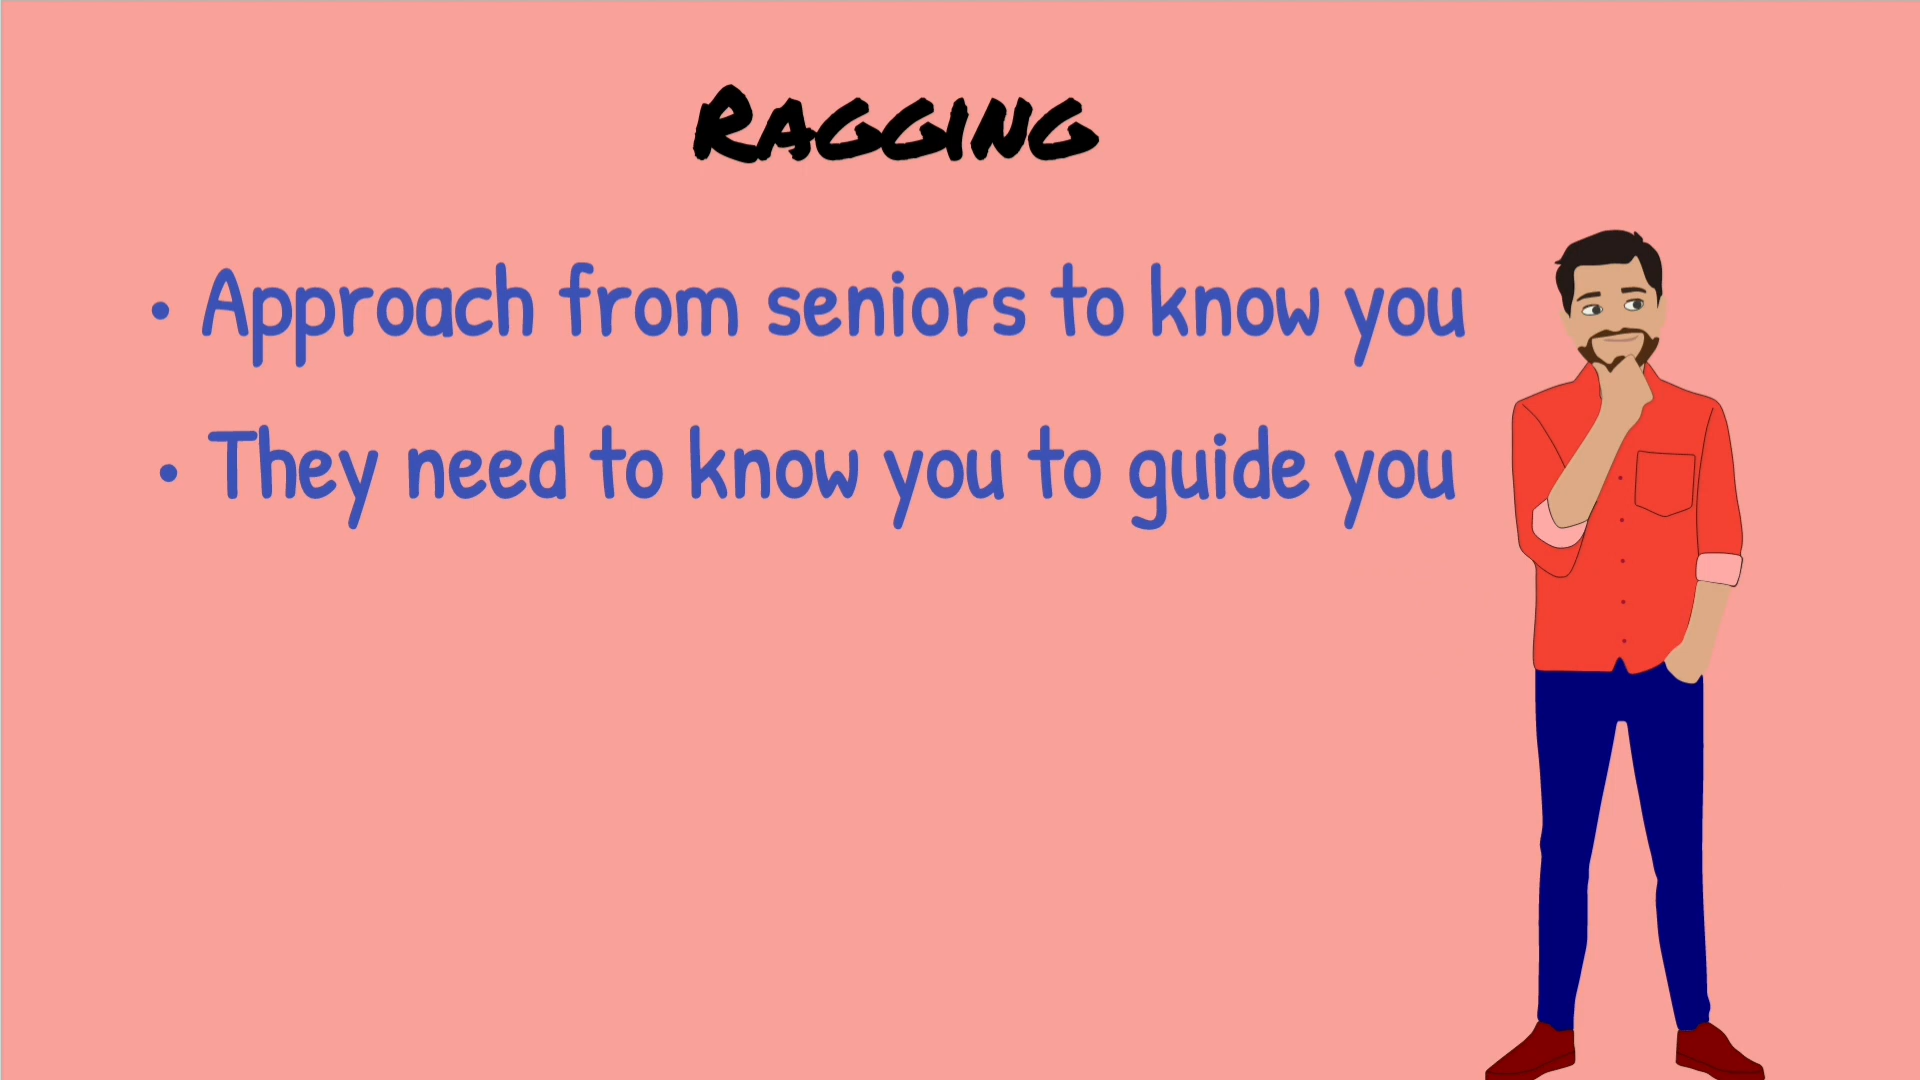 RAGGING
• Approach from seniors to know you
• They need to know you to guide you